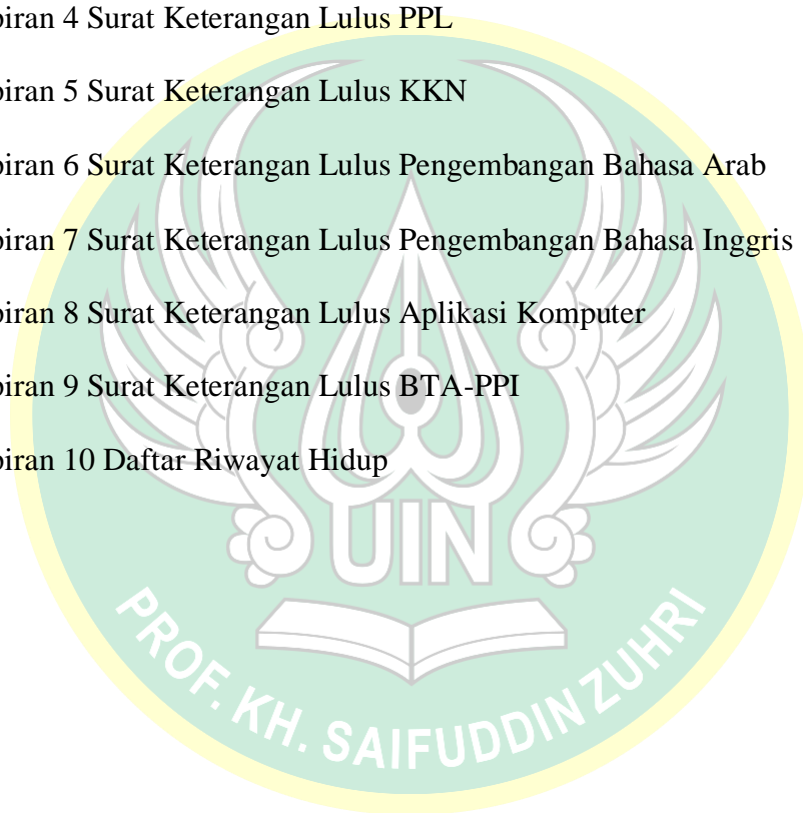 piran 4 Surat Keterangan Lulus PPL
piran 5 Surat Keterangan Lulus KKN
piran 6 Surat Keterangan Lulus Pengembangan Bahasa Arab
piran 7 Surat Keterangan Lulus Pengembangan Bahasa Inggris
piran 8 Surat Keterangan Lulus Aplikasi Komputer
piran 9 Surat Keterangan Lulus BTA-PPI
piran 10 Daftar Riwayat Hidup
UIN
PROF. KH. SAIFUDDIN ZUHRI